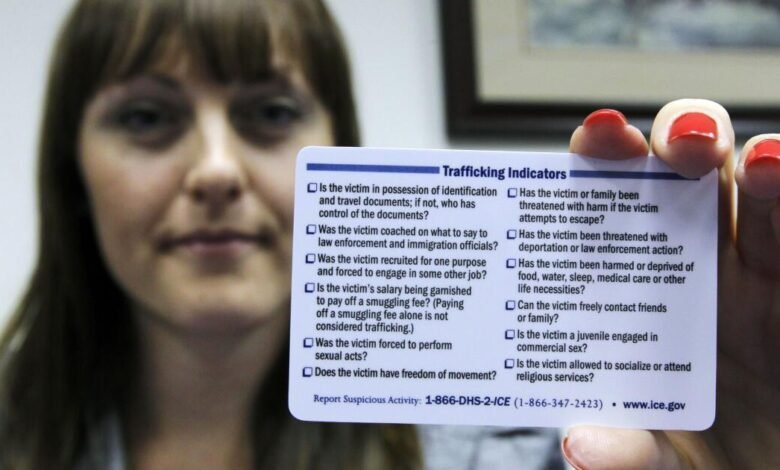 Trafficking Indicators
Is the victim in possession of identification
and travel documents; if not, who has
control of the documents?
Was the victim coached on what to say to
law enforcement and immigration officials?
Was the victim recruited for one purpose
and forced to engage in some other job?
Is the victim's salary being garnished
to pay off a smuggling fee? (Paying
off a smuggling fee alone is not
considered trafficking.)
Was the victim forced to perform
sexual acts?
Does the victim have freedom of movement?
Has the victim or family been
threatened with harm if the victim
attempts to escape?
Has the victim been threatened with
deportation or law enforcement action?
Has the victim been harmed or deprived of
food, water, sleep, medical care or other
life necessities?
Can the victim freely contact friends
or family?
Is the victim a juvenile engaged in
commercial sex?
Is the victim allowed to socialize or attend
religious services?
Report Suspicious Activity: 1-866-DHS-2-ICE (1-866-347-2423) • www.ice.gov